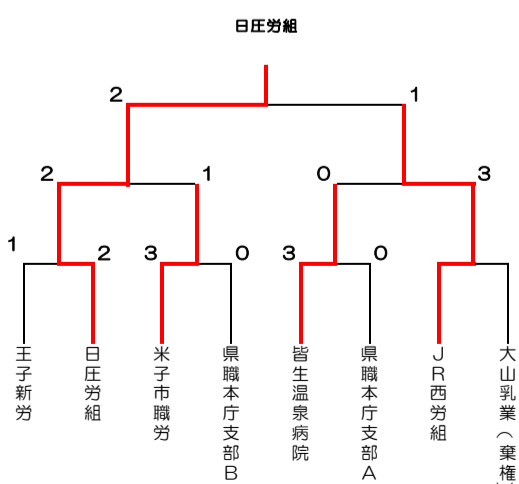 日圧労組
2 1
2 1 0 3
1 2 3 0 3 0
王子新労
日圧労組
米子市職労
県職本庁支部B
皆生温泉病院
県職本庁支部A
JR西労組
大山乳業(棄権)